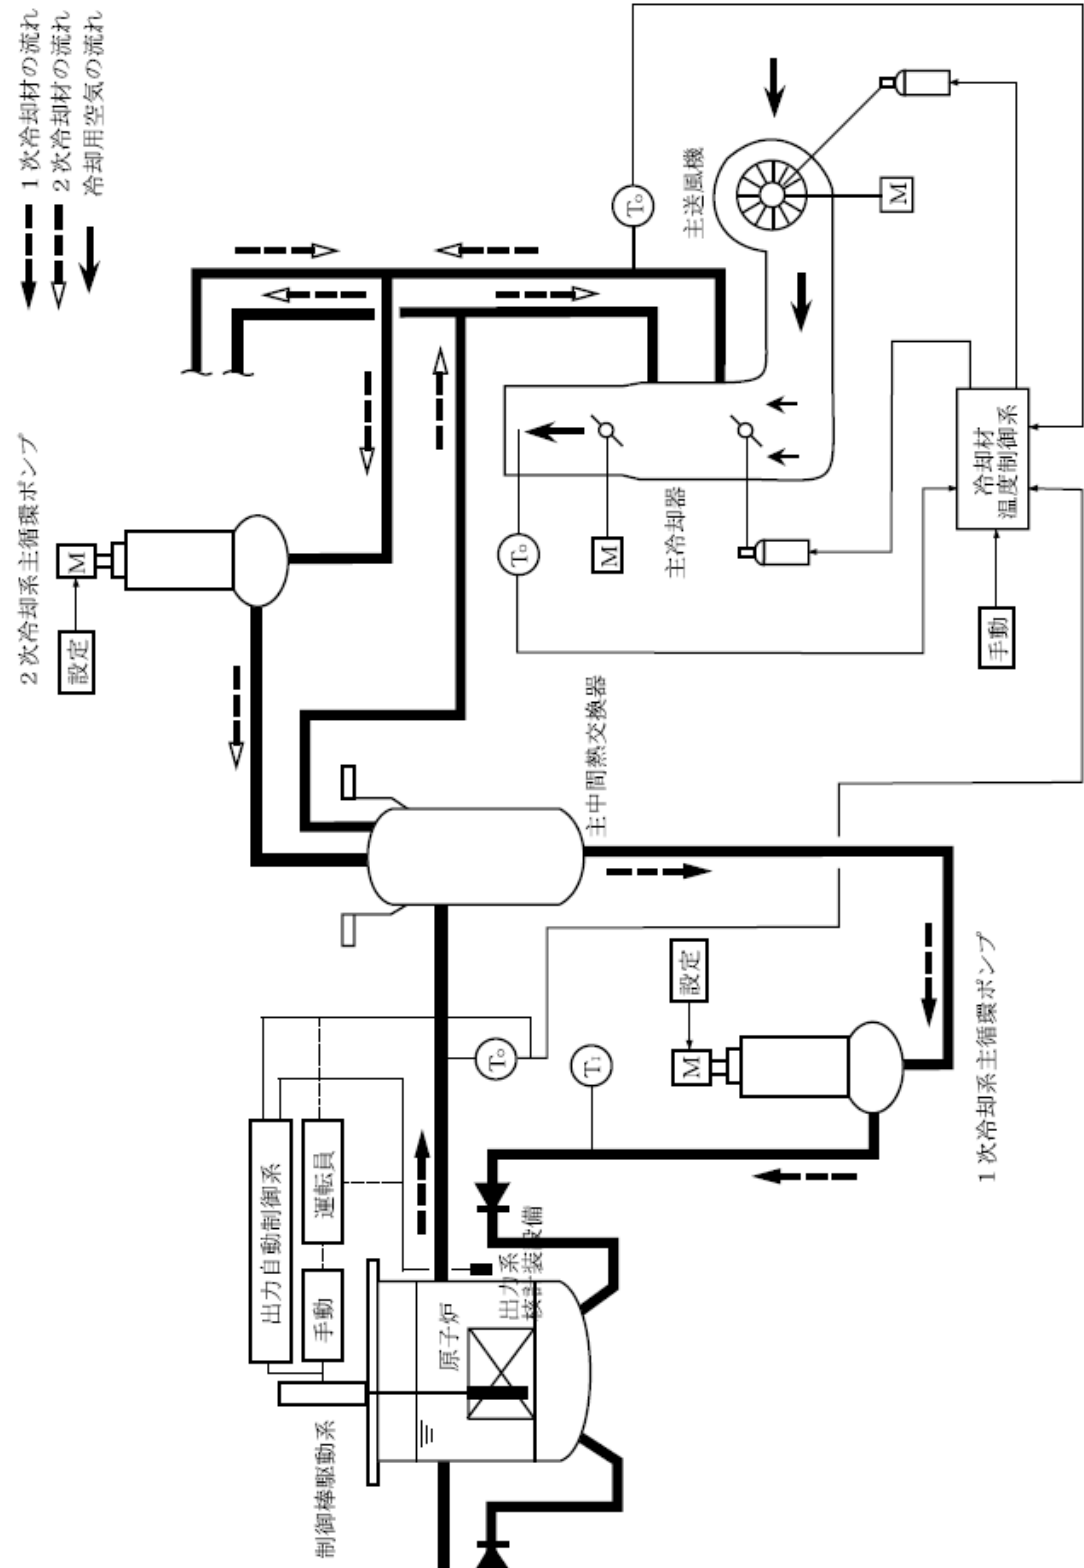 1次冷却材の流れ
2次冷却材の流れ
冷却用空気の流れ
2次冷却系主循環ポンプ
M
設定
主送風機
To
M
主冷却器
To
M
冷却材
温度制御系
手動
主中間熱交換器
1次冷却系主循環ポンプ
M
設定
To
T1
出力自動制御系
運転員
手動
制御棒駆動系
原子炉
出力系
核計装設備